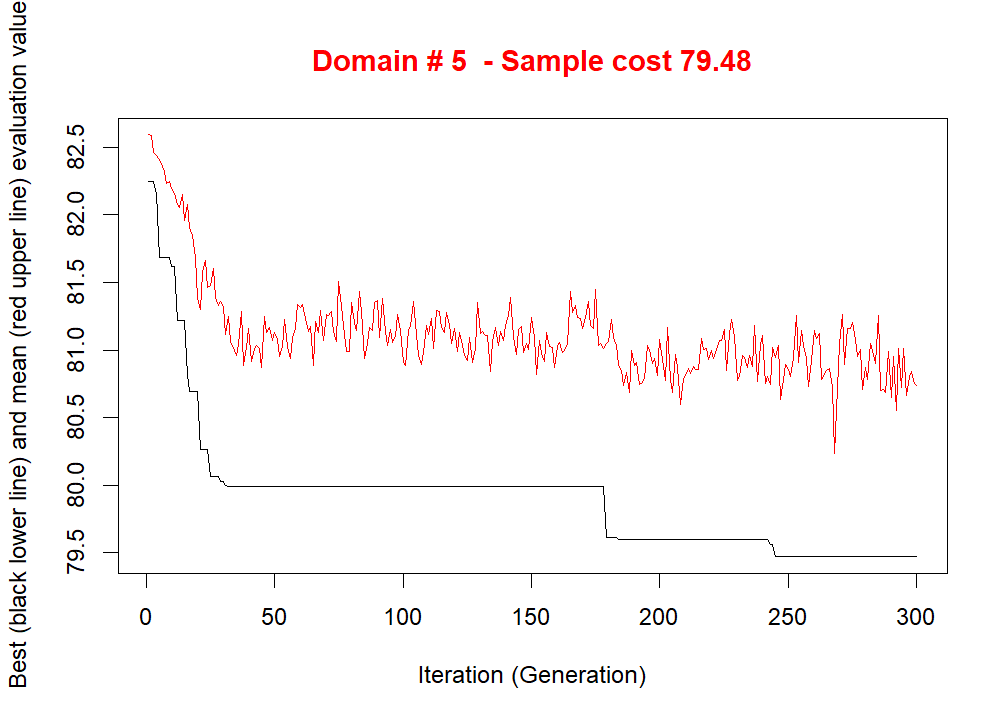 Domain # 5  - Sample cost 79.48
Best (black lower line) and mean (red upper line) evaluation value
82.5
82.0
81.5
81.0
80.5
80.0
79.5
0 50 100 150 200 250 300
Iteration (Generation)